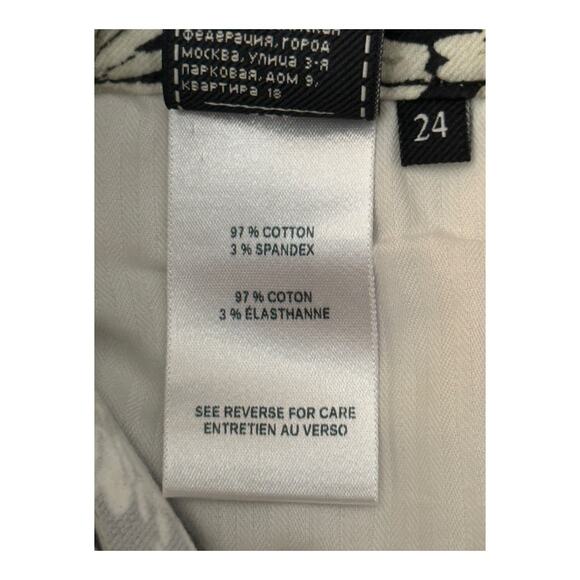 ФЕДЕРАЦИЯ, ГОРОД
МОСКВА, УЛИЦА 3-Я
ПАРКОВАЯ, ДОМ 9,
КВАРТИРА 18
24
97 % COTTON
3 % SPANDEX
97 % COTON
3 % ÉLASTHANNE
SEE REVERSE FOR CARE
ENTRETIEN AU VERSO